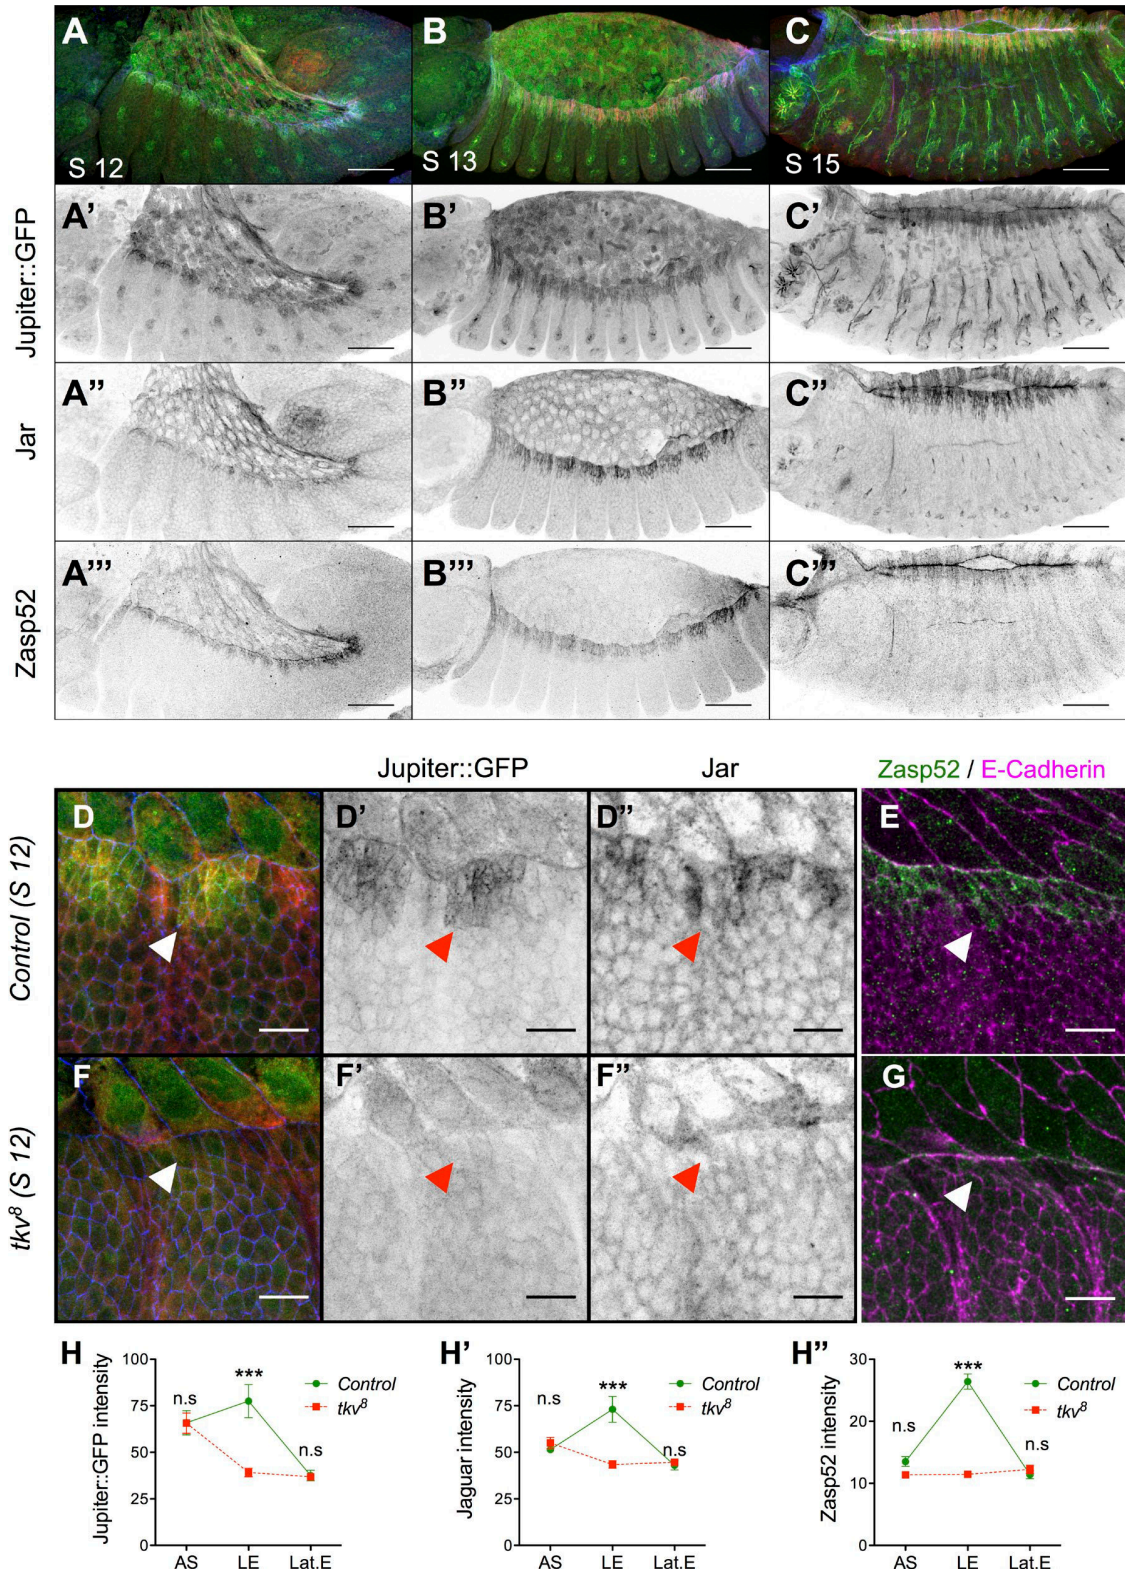 A
B
C
S 12
S 13
S 15
Jupiter::GFP
A’
B’
C’
Jar
A’’
B’’
C’’
Zasp52
A’’’
B’’’
C’’’
Jupiter::GFP
Jar
Zasp52 / E-Cadherin
Control (S 12)
D
D’
D’’
E
tkv8 (S 12)
F
F’
F’’
G
H
Jupiter::GFP intensity
100
75
50
25
0
n.s
***
n.s
Control
tkv8
AS
LE
Lat.E
H’
Jaguar intensity
100
75
50
25
0
n.s
***
n.s
Control
tkv8
AS
LE
Lat.E
H’’
Zasp52 intensity
30
20
10
0
n.s
***
n.s
Control
tkv8
AS
LE
Lat.E